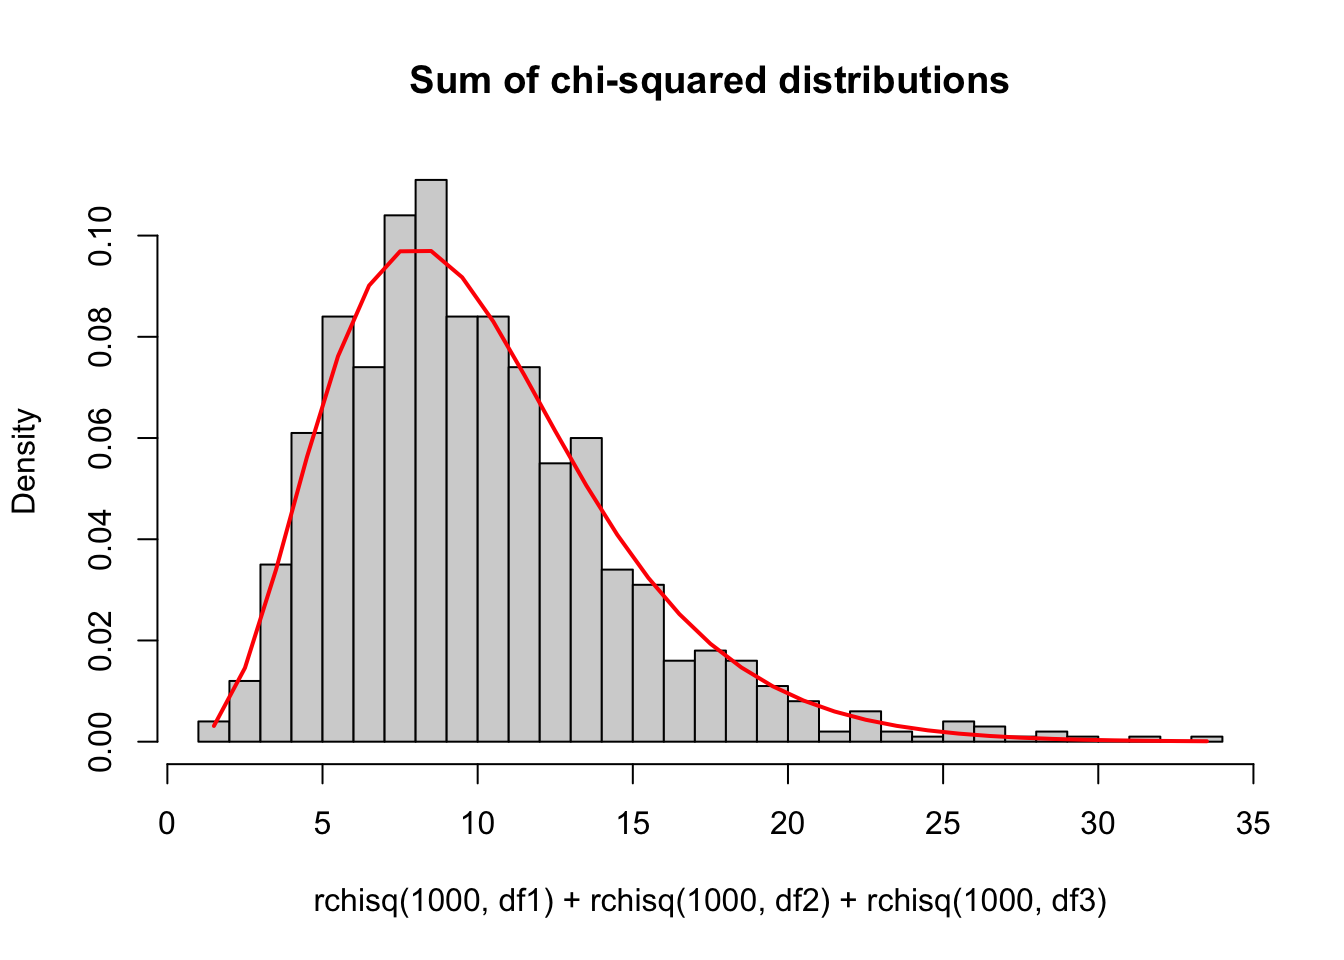 Sum of chi-squared distributions
Density
0.10
0.08
0.06
0.04
0.02
0.00
0 5 10 15 20 25 30 35
rchisq(1000, df1) + rchisq(1000, df2) + rchisq(1000, df3)